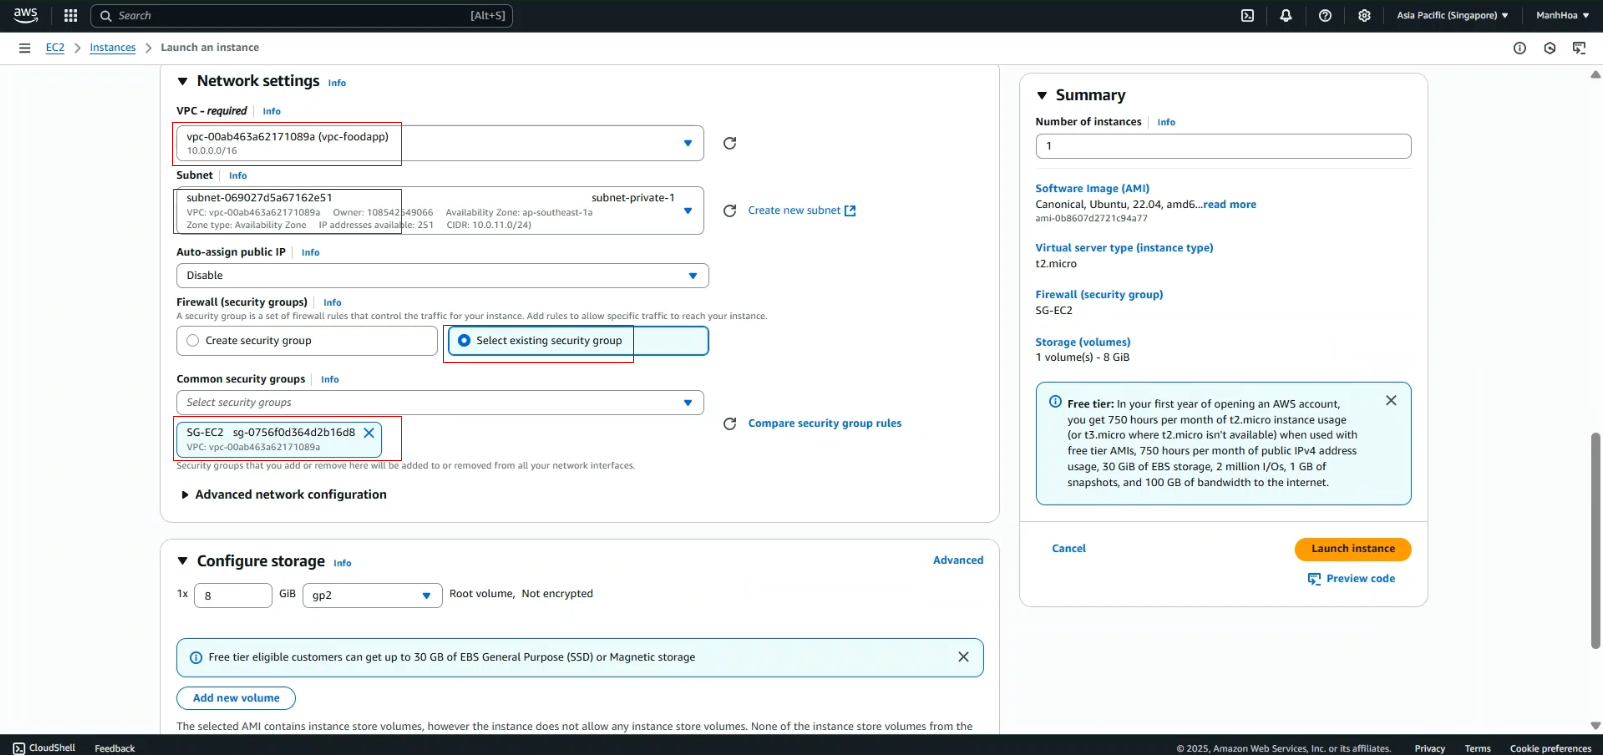 aws
Search [Alt+S]
Asia Pacific (Singapore)
ManhHoa
EC2
Instances
Launch an instance
Network settings Info
VPC - required Info
vpc-00ab463a62171089a (vpc-foodapp)
10.0.0.0/16
Subnet Info
subnet-069027d5a67162e51 subnet-private-1
VPC: vpc-00ab463a62171089a Owner: 108542549066 Availability Zone: ap-southeast-1a
Zone type: Availability Zone IP addresses available: 251 CIDR: 10.0.11.0/24)
Create new subnet
Auto-assign public IP Info
Disable
Firewall (security groups) Info
A security group is a set of firewall rules that control the traffic for your instance. Add rules to allow specific traffic to reach your instance.
Create security group
Select existing security group
Common security groups Info
Select security groups
SG-EC2 sg-0756f0d364d2b16d8
VPC: vpc-00ab463a62171089a
Compare security group rules
Security groups that you add or remove here will be added to or removed from all your network interfaces.
Advanced network configuration
Configure storage Info
Advanced
1x 8 GiB gp2 Root volume, Not encrypted
Free tier eligible customers can get up to 30 GB of EBS General Purpose (SSD) or Magnetic storage
Add new volume
The selected AMI contains instance store volumes, however the instance does not allow any instance store volumes. None of the instance store volumes from the
Summary
Number of instances Info
1
Software Image (AMI)
Canonical, Ubuntu, 22.04, amd6...read more
ami-0b8607d2721c94a77
Virtual server type (instance type)
t2.micro
Firewall (security group)
SG-EC2
Storage (volumes)
1 volume(s) - 8 GiB
Free tier: In your first year of opening an AWS account,
you get 750 hours per month of t2.micro instance usage
(or t3.micro where t2.micro isn't available) when used with
free tier AMIs, 750 hours per month of public IPv4 address
usage, 30 GiB of EBS storage, 2 million I/Os, 1 GB of
snapshots, and 100 GB of bandwidth to the internet.
Cancel
Launch instance
Preview code
CloudShell
Feedback
© 2025, Amazon Web Services, Inc. or its affiliates.
Privacy
Terms
Cookie preferences